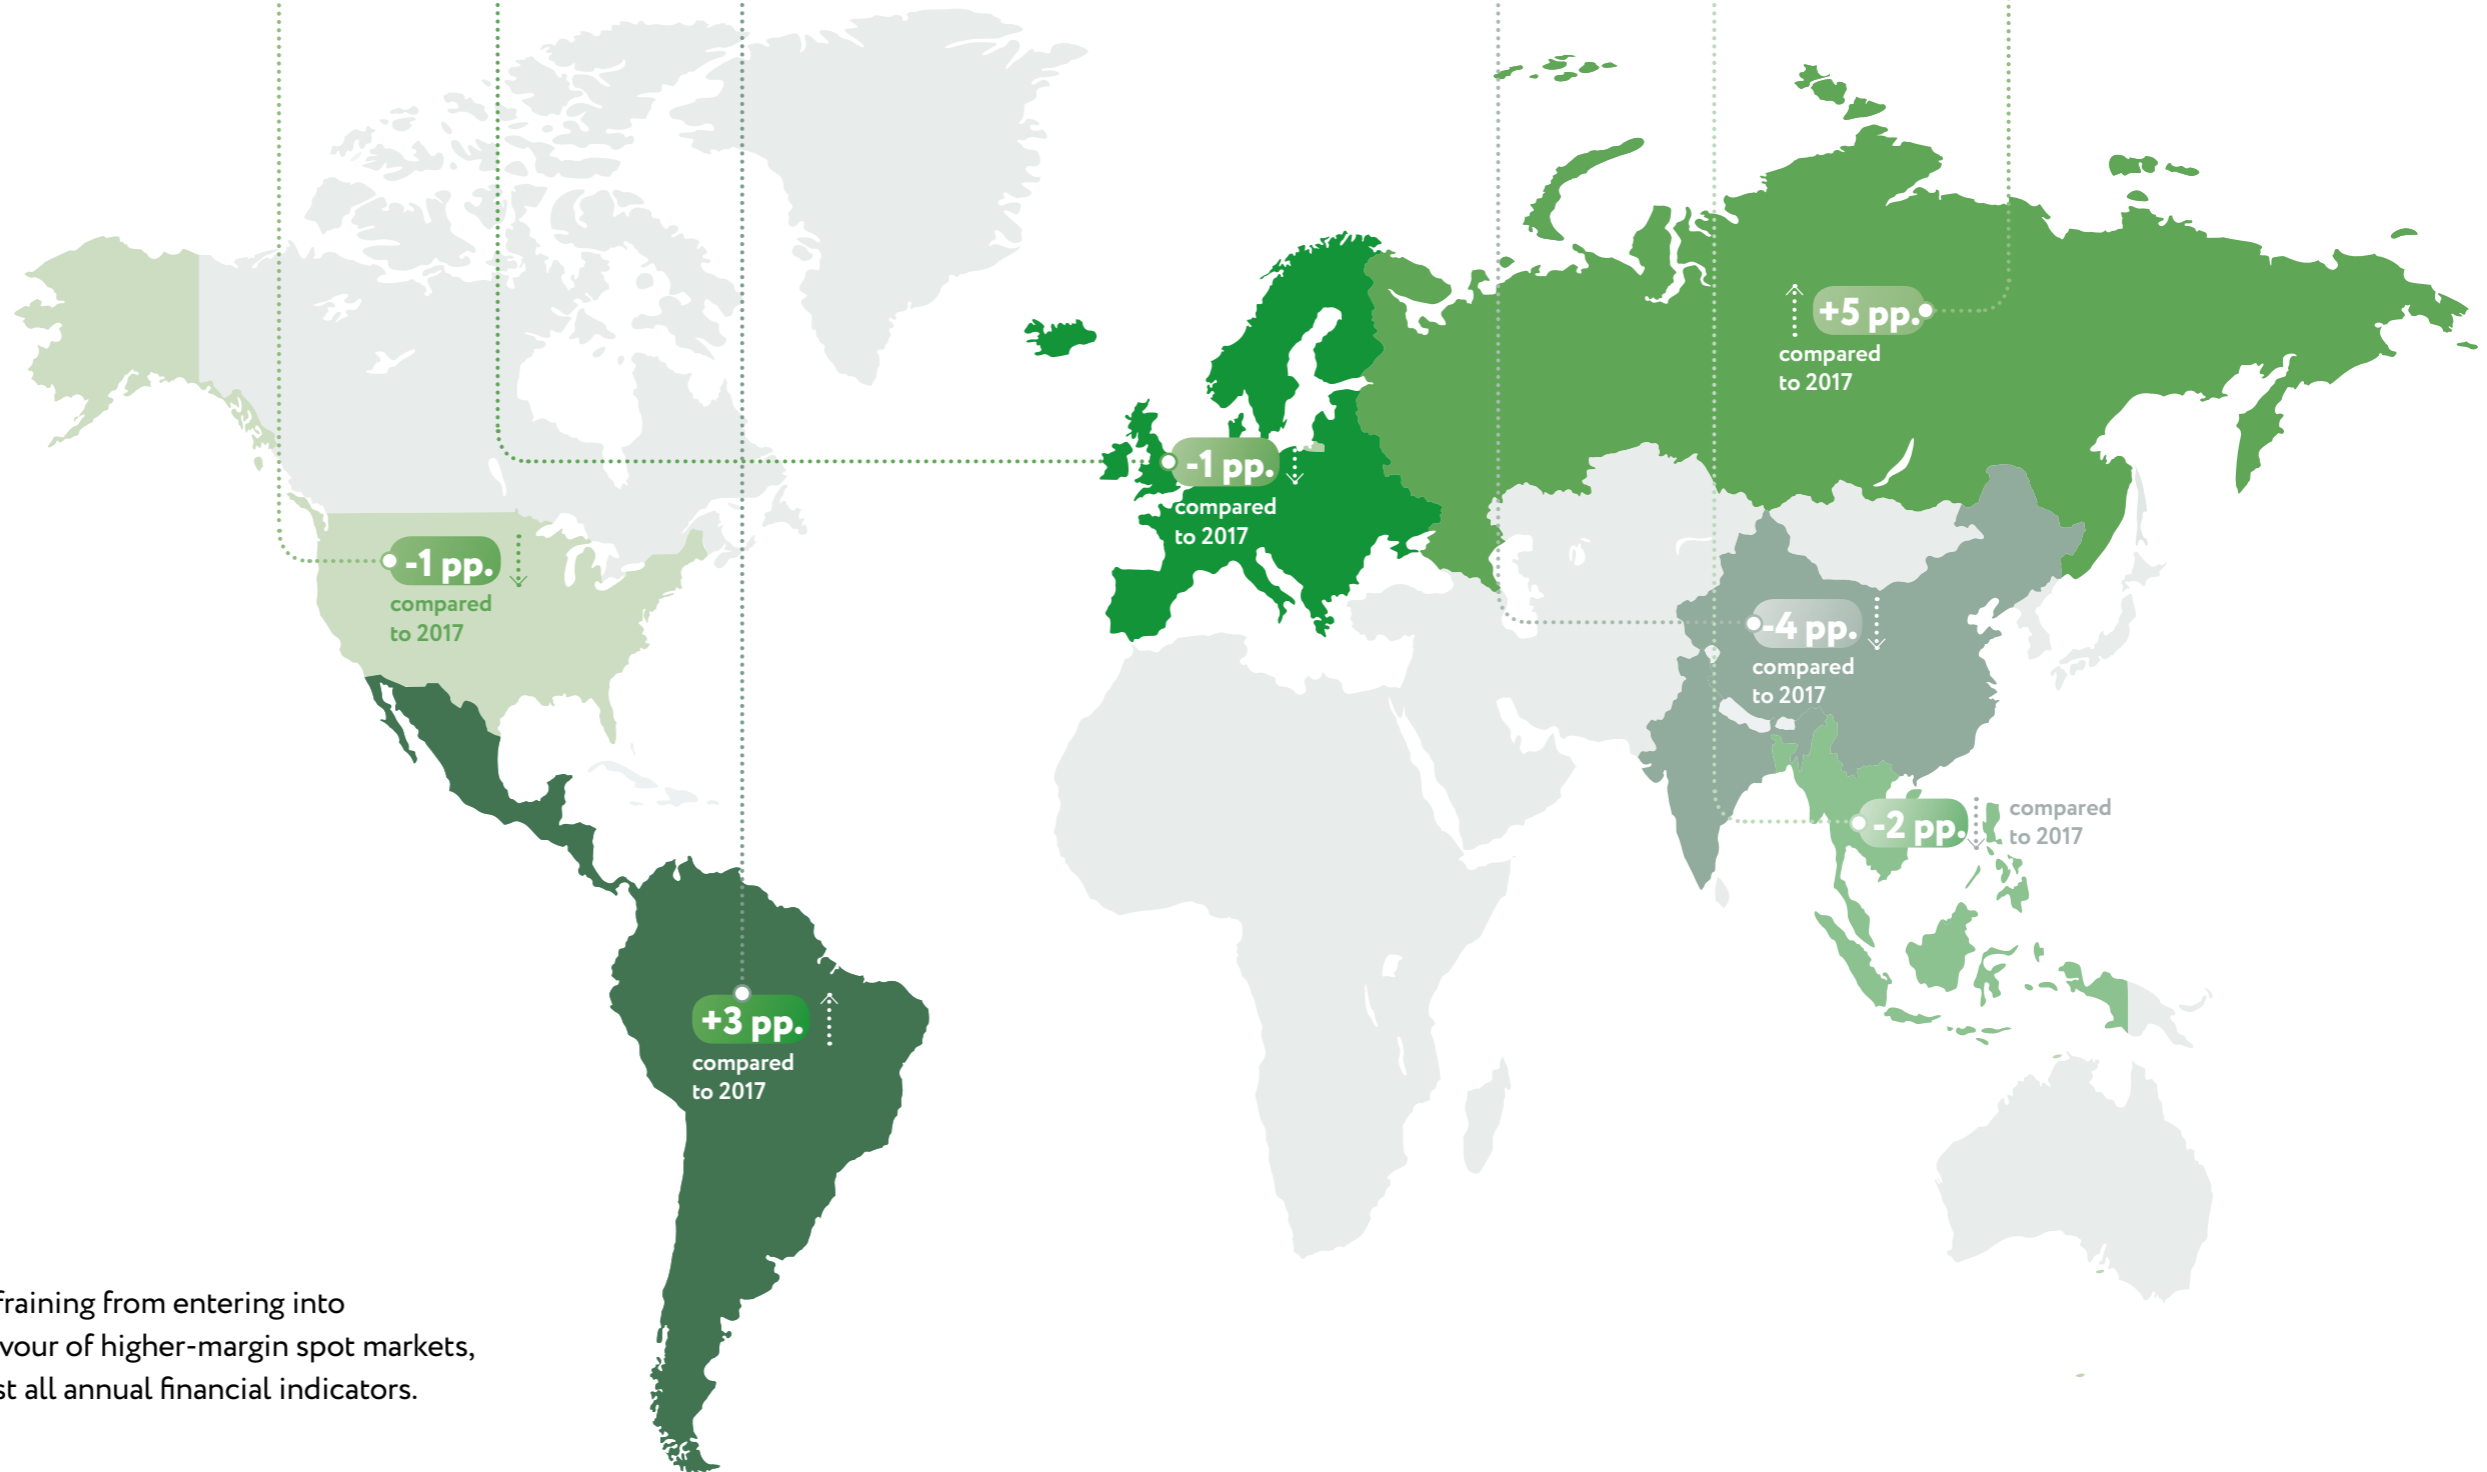 +5 pp.
compared
to 2017
-1 pp.
compared
to 2017
-1 pp.
compared
to 2017
-4 pp.
compared
to 2017
-2 pp.
compared
to 2017
+3 pp.
compared
to 2017
fraining from entering into
vour of higher-margin spot markets,
st all annual financial indicators.